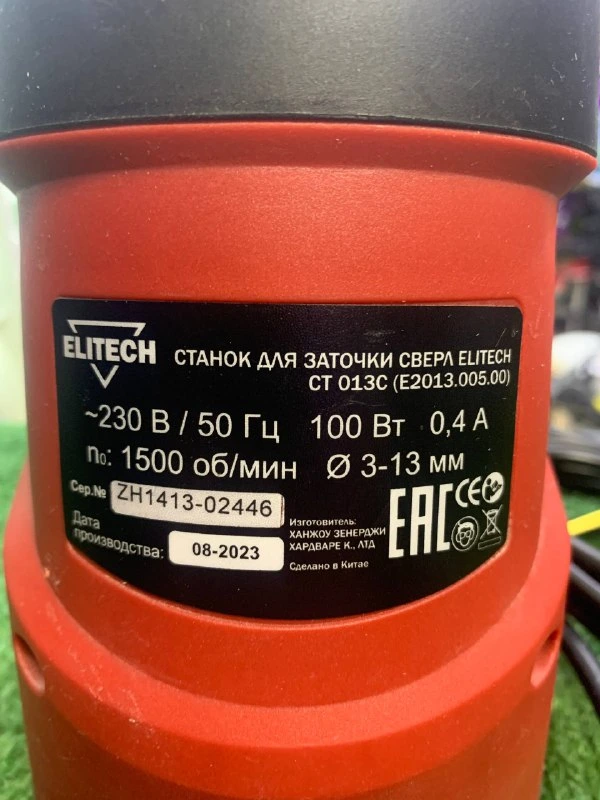 ELITECH
СТАНОК ДЛЯ ЗАТОЧКИ СВЕРЛ ELITECH
СТ 013С (E2013.005.00)
~230 В / 50 Гц 100 Вт 0,4 А
n₀: 1500 об/мин Ø 3-13 мм
Сер.№ ZH1413-02446
Дата
производства: 08-2023
Изготовитель:
ХАНЖОУ ЗЕНЕРДЖИ
ХАРДВАРЕ К., ЛТД
Сделано в Китае
EAC CE